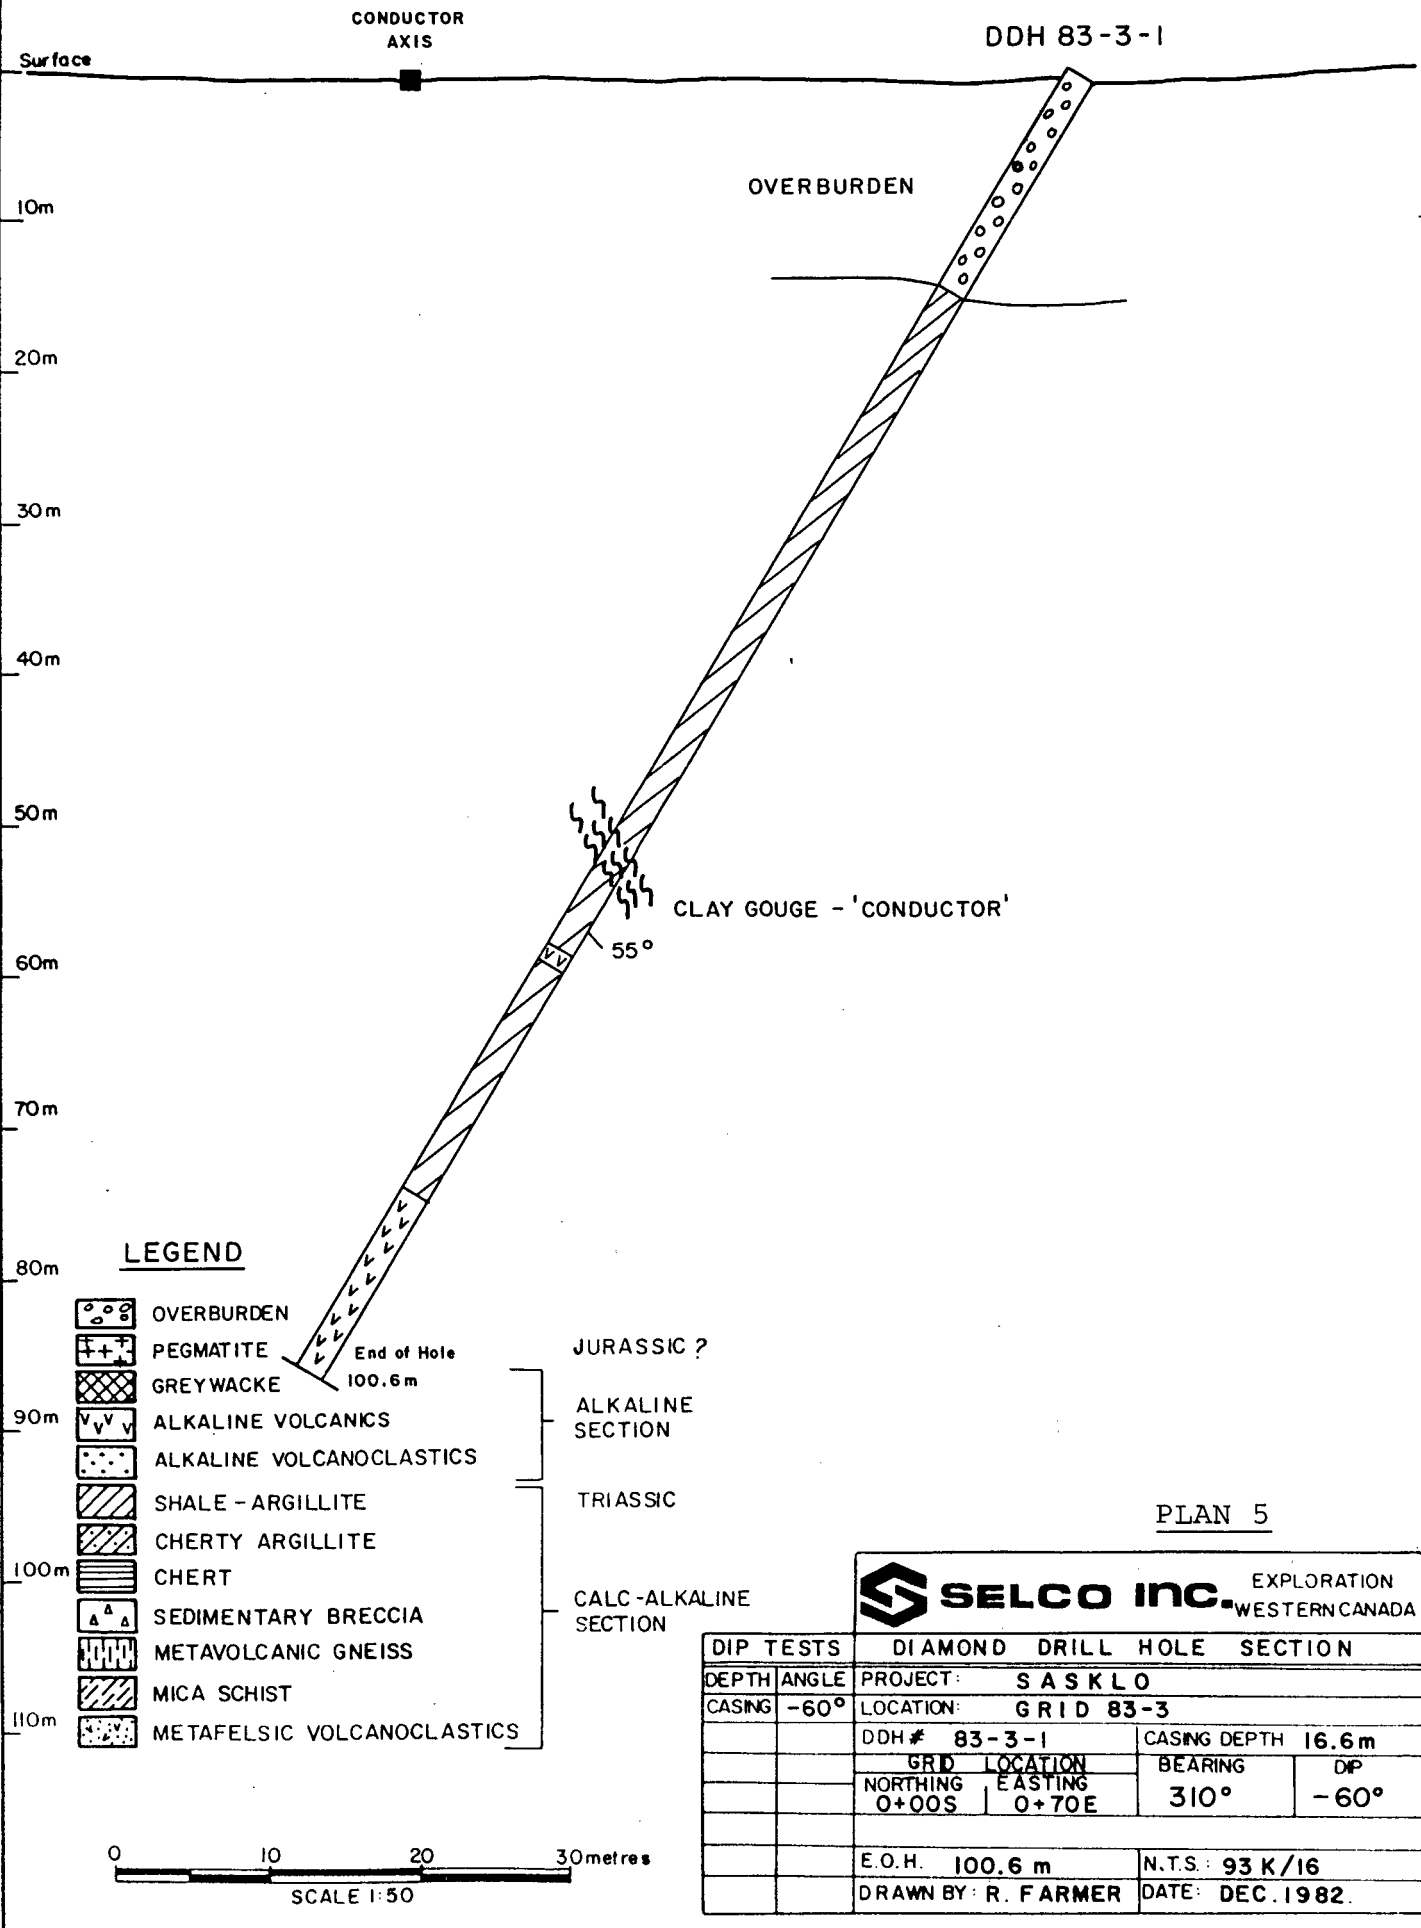 CONDUCTOR
AXIS
DDH 83-3-1
Surface
OVERBURDEN
10m
20m
30m
40m
50m
CLAY GOUGE - 'CONDUCTOR'
55°
60m
70m
80m
90m
100m
110m
End of Hole
100.6m
LEGEND
OVERBURDEN
PEGMATITE
JURASSIC ?
GREYWACKE
ALKALINE VOLCANICS
ALKALINE VOLCANOCLASTICS
ALKALINE
SECTION
SHALE - ARGILLITE
TRIASSIC
CHERTY ARGILLITE
CHERT
SEDIMENTARY BRECCIA
METAVOLCANIC GNEISS
MICA SCHIST
METAFELSIC VOLCANOCLASTICS
CALC-ALKALINE
SECTION
0 10 20 30 metres
SCALE 1:50
PLAN 5
SELCO INC.
EXPLORATION
WESTERN CANADA
DIP TESTS
DEPTH ANGLE
CASING -60°
DIAMOND DRILL HOLE SECTION
PROJECT: SASKLO
LOCATION: GRID 83-3
DDH # 83-3-1 CASING DEPTH 16.6m
GRID LOCATION BEARING DIP
NORTHING EASTING
0+00S 0+70E 310° -60°
E.O.H. 100.6 m N.T.S.: 93 K/16
DRAWN BY: R. FARMER DATE: DEC. 1982.